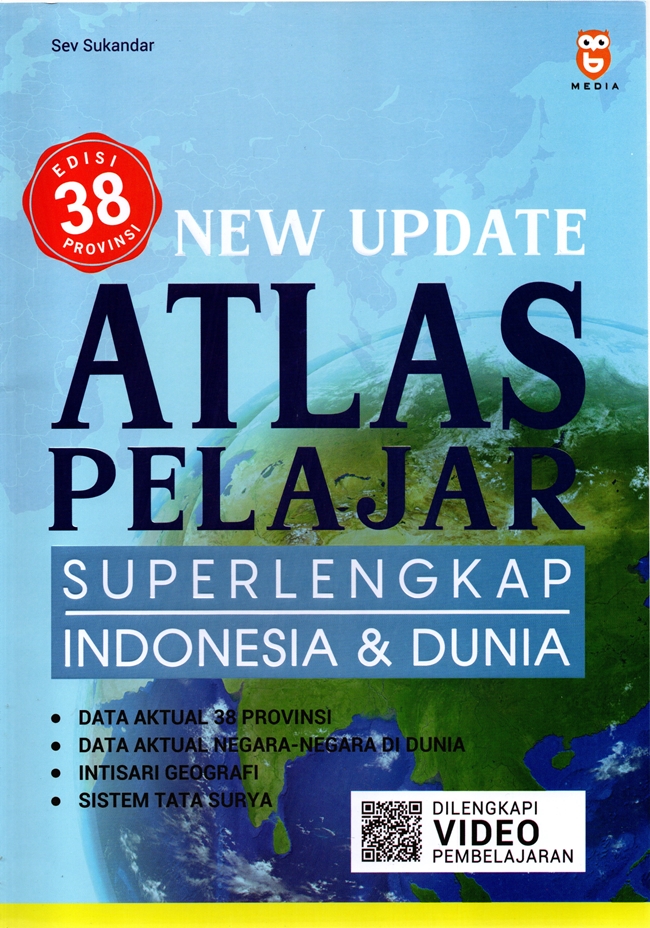 Sev Sukandar
MEDIA
EDISI
38
PROVINSI
NEW UPDATE
ATLAS
PELAJAR
SUPERLENGKAP
INDONESIA & DUNIA
• DATA AKTUAL 38 PROVINSI
• DATA AKTUAL NEGARA-NEGARA DI DUNIA
• INTISARI GEOGRAFI
• SISTEM TATA SURYA
DILENGKAPI
VIDEO
PEMBELAJARAN